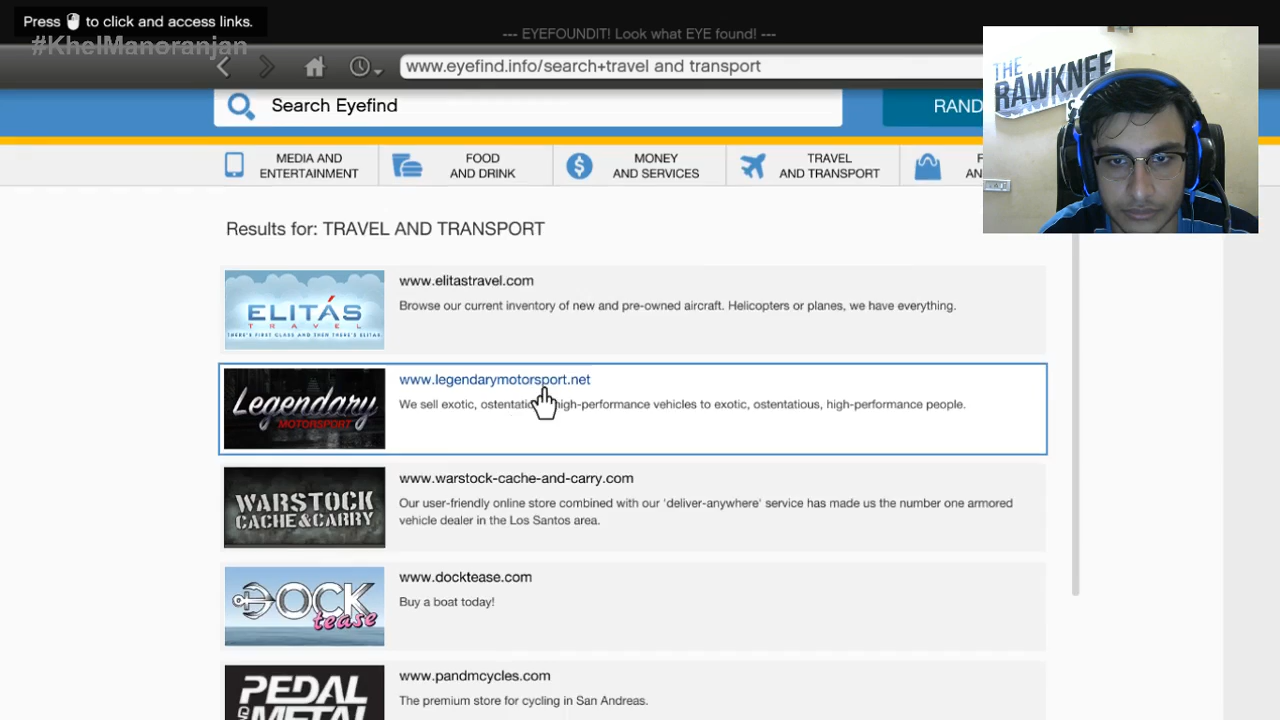 Press to click and access links.
#KhelManoranjan
--- EYEFOUNDIT! Look what EYE found! ---
www.eyefind.info/search+travel and transport
Search Eyefind
RAND
MEDIA AND
ENTERTAINMENT
FOOD
AND DRINK
MONEY
AND SERVICES
TRAVEL
AND TRANSPORT
THE
RAWKNEE
Results for: TRAVEL AND TRANSPORT
ELITÁS
TRAVEL
THERE'S FIRST CLASS AND THEN THERE'S ELITAS
www.elitastravel.com
Browse our current inventory of new and pre-owned aircraft. Helicopters or planes, we have everything.
Legendary
MOTORSPORT
www.legendarymotorsport.net
We sell exotic, high-performance vehicles to exotic, ostentatious, high-performance people.
WARSTOCK
CACHE&CARRY
www.warstock-cache-and-carry.com
Our user-friendly online store combined with our 'deliver-anywhere' service has made us the number one armored
vehicle dealer in the Los Santos area.
DOCK
tease
www.docktease.com
Buy a boat today!
PEDAL
METAL
www.pandmcycles.com
The premium store for cycling in San Andreas.